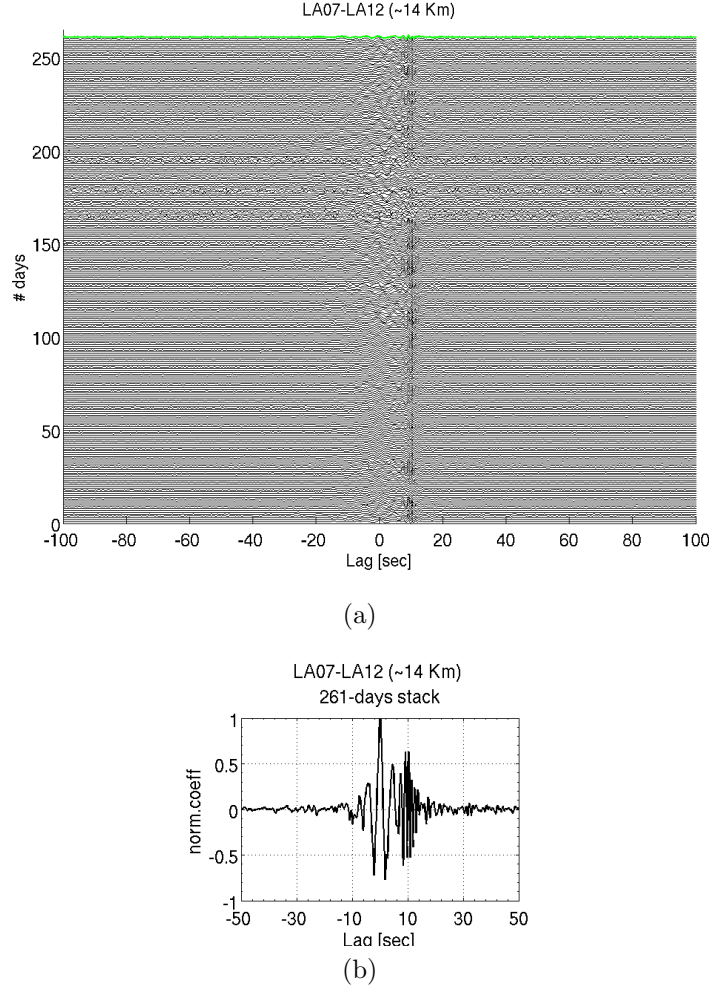 LA07-LA12 (~14 Km)
250
200
150
100
50
0
# days
-100 -80 -60 -40 -20 0 20 40 60 80 100
Lag [sec]
(a)
LA07-LA12 (~14 Km)
261-days stack
1
0.5
0
-0.5
-1
norm.coeff
-50 -30 -10 10 30 50
Lag [sec]
(b)